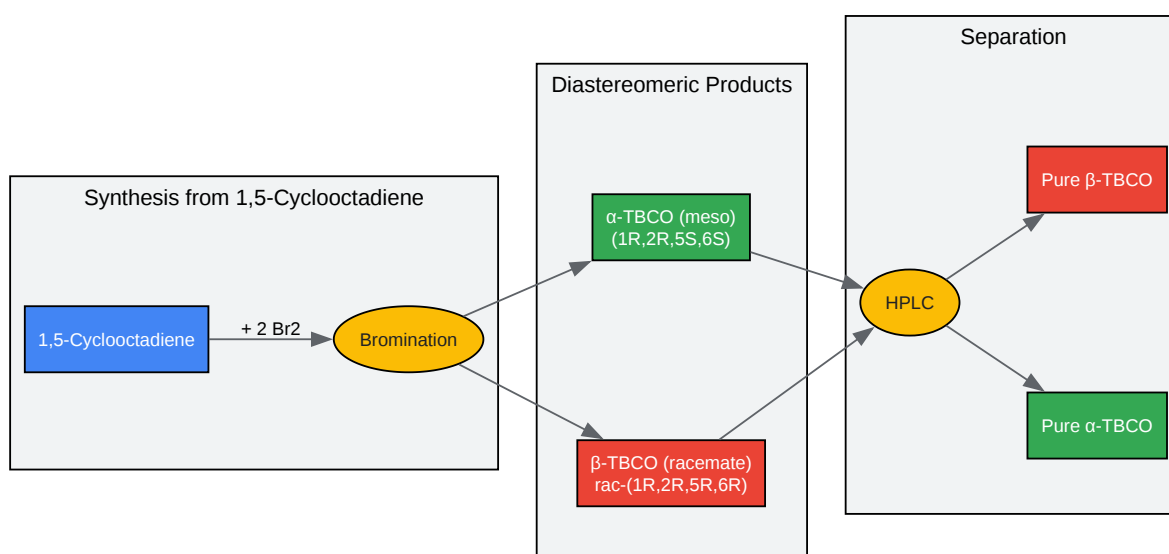 Synthesis from 1,5-Cyclooctadiene
1,5-Cyclooctadiene
+ 2 Br2
Bromination
Diastereomeric Products
α-TBCO (meso)
(1R,2R,5S,6S)
β-TBCO (racemate)
rac-(1R,2R,5R,6R)
Separation
HPLC
Pure β-TBCO
Pure α-TBCO